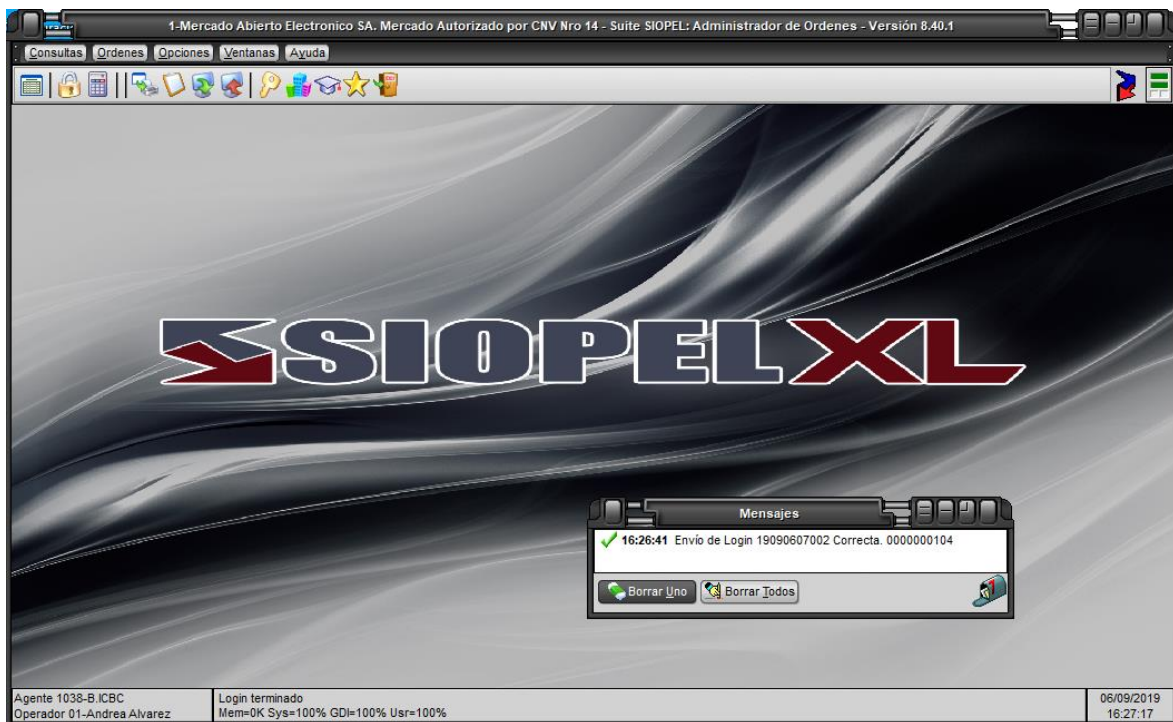 1-Mercado Abierto Electronico SA. Mercado Autorizado por CNV Nro 14 - Suite SIOPEL: Administrador de Ordenes - Versión 8.40.1
Consultas Ordenes Opciones Ventanas Ayuda
SIOPEL XL
Mensajes
16:26:41 Envío de Login 19090607002 Correcta. 0000000104
Borrar Uno Borrar Todos
Agente 1038-B.ICBC Login terminado 06/09/2019
Operador 01-Andrea Alvarez Mem=0K Sys=100% GDI=100% Usr=100% 16:27:17